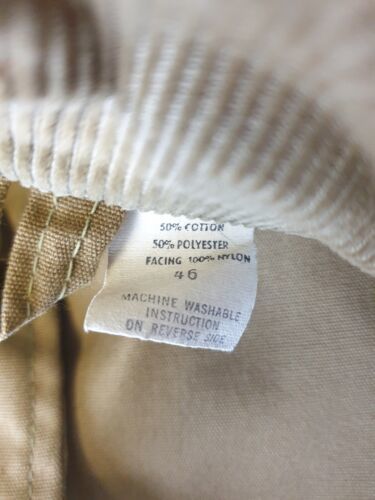 50% COTTON
50% POLYESTER
FACING 100% NYLON
46
MACHINE WASHABLE
INSTRUCTION
ON REVERSE SIDE